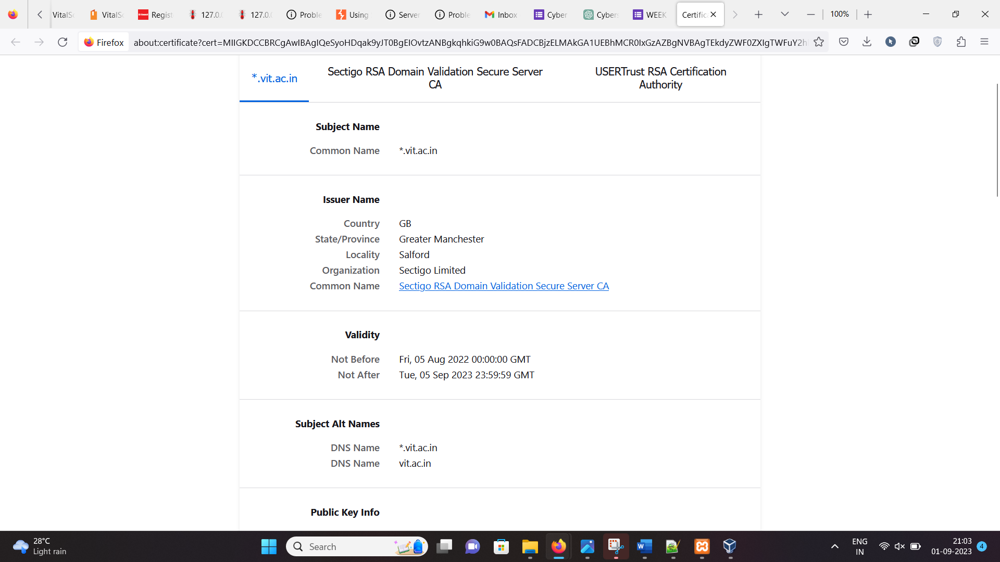 VitalSo
VitalSo
Regist
127.0.0
127.0.0
Proble
Using
Server
Proble
Inbox
Cyber
Cybers
WEEK
Certific
100%
Firefox
about:certificate?cert=MIIGKDCCBRCgAwIBAgIQeSyoHDqak9yJT0BgEIOvtzANBgkqhkiG9w0BAQsFADCBjzELMAkGA1UEBhMCR0IxGzAZBgNVBAgTEkdyZWF0ZXIgTWFuY2h
*.vit.ac.in
Sectigo RSA Domain Validation Secure Server
CA
USERTrust RSA Certification
Authority
Subject Name
Common Name *.vit.ac.in
Issuer Name
Country GB
State/Province Greater Manchester
Locality Salford
Organization Sectigo Limited
Common Name Sectigo RSA Domain Validation Secure Server CA
Validity
Not Before Fri, 05 Aug 2022 00:00:00 GMT
Not After Tue, 05 Sep 2023 23:59:59 GMT
Subject Alt Names
DNS Name *.vit.ac.in
DNS Name vit.ac.in
Public Key Info
28°C
Light rain
Search
ENG
IN
21:03
01-09-2023
4